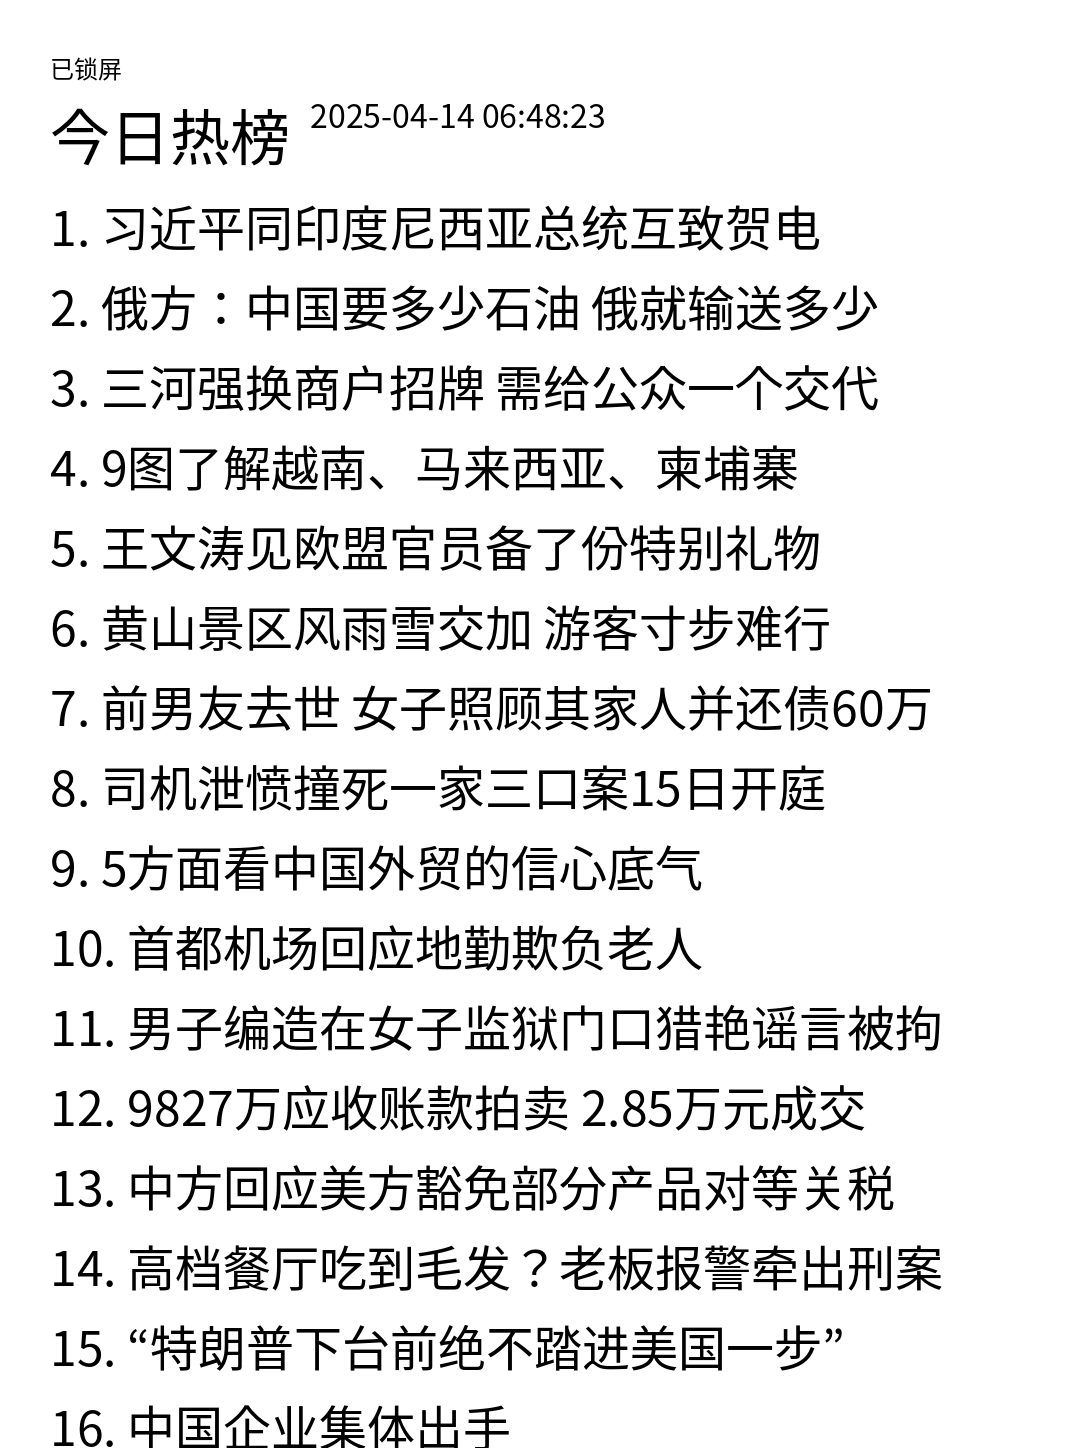 已锁屏
今日热榜 2025-04-14 06:48:23
1. 习近平同印度尼西亚总统互致贺电
2. 俄方：中国要多少石油 俄就输送多少
3. 三河强换商户招牌 需给公众一个交代
4. 9图了解越南、马来西亚、柬埔寨
5. 王文涛见欧盟官员备了份特别礼物
6. 黄山景区风雨雪交加 游客寸步难行
7. 前男友去世 女子照顾其家人并还债60万
8. 司机泄愤撞死一家三口案15日开庭
9. 5方面看中国外贸的信心底气
10. 首都机场回应地勤欺负老人
11. 男子编造在女子监狱门口猎艳谣言被拘
12. 9827万应收账款拍卖 2.85万元成交
13. 中方回应美方豁免部分产品对等关税
14. 高档餐厅吃到毛发？老板报警牵出刑案
15. “特朗普下台前绝不踏进美国一步”
16. 中国企业集体出手